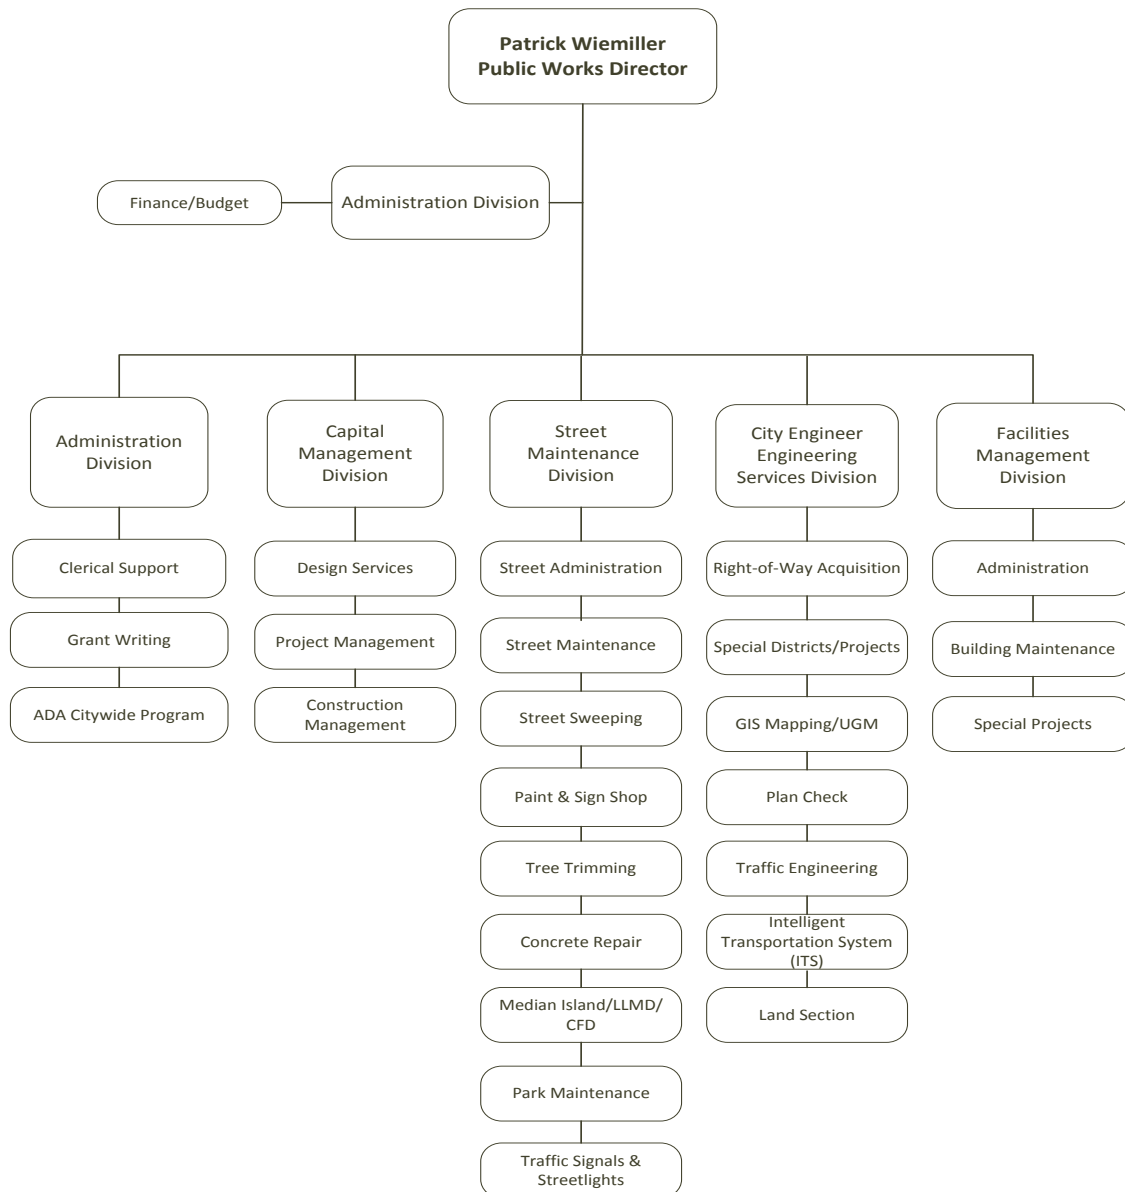 Patrick Wiemiller
Public Works Director
Finance/Budget
Administration Division
Administration
Division
Clerical Support
Grant Writing
ADA Citywide Program
Capital
Management
Division
Design Services
Project Management
Construction
Management
Street
Maintenance
Division
Street Administration
Street Maintenance
Street Sweeping
Paint & Sign Shop
Tree Trimming
Concrete Repair
Median Island/LLMD/
CFD
Park Maintenance
Traffic Signals &
Streetlights
City Engineer
Engineering
Services Division
Right-of-Way Acquisition
Special Districts/Projects
GIS Mapping/UGM
Plan Check
Traffic Engineering
Intelligent
Transportation System
(ITS)
Land Section
Facilities
Management
Division
Administration
Building Maintenance
Special Projects